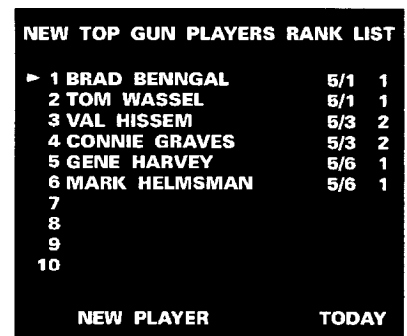 NEW TOP GUN PLAYERS RANK LIST
► 1 BRAD BENNGAL 5/1 1
2 TOM WASSEL 5/1 1
3 VAL HISSEM 5/3 2
4 CONNIE GRAVES 5/3 2
5 GENE HARVEY 5/6 1
6 MARK HELMSMAN 5/6 1
7
8
9
10
NEW PLAYER TODAY